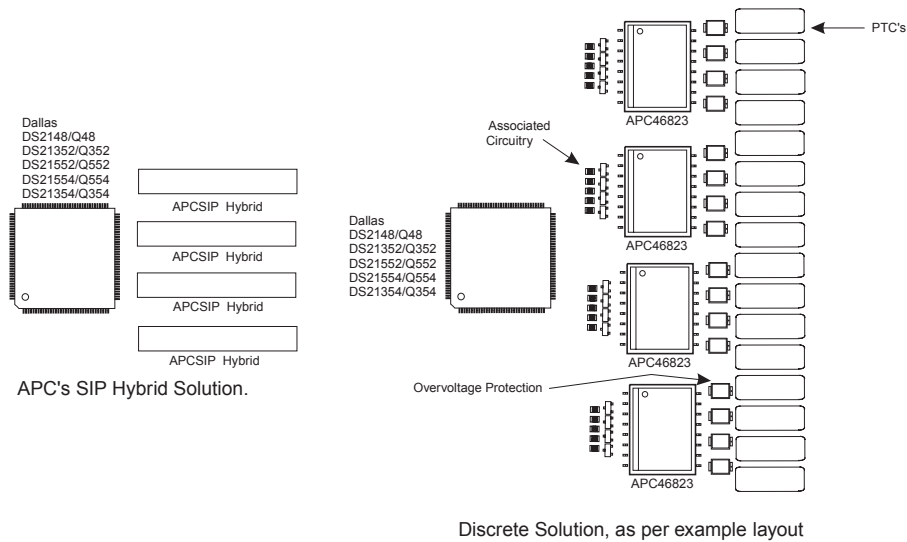 Dallas
DS2148/Q48
DS21352/Q352
DS21552/Q552
DS21554/Q554
DS21354/Q354
APCSIP Hybrid
APCSIP Hybrid
APCSIP Hybrid
APCSIP Hybrid
APC's SIP Hybrid Solution.
PTC's
APC46823
Associated
Circuitry
APC46823
Dallas
DS2148/Q48
DS21352/Q352
DS21552/Q552
DS21554/Q554
DS21354/Q354
APC46823
Overvoltage Protection
APC46823
Discrete Solution, as per example layout